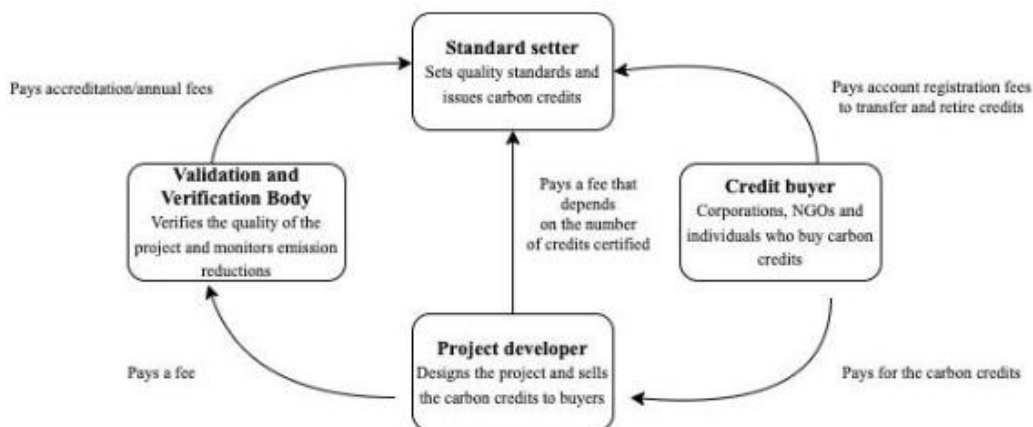 Standard setter
Sets quality standards and
issues carbon credits
Pays accreditation/annual fees
Pays account registration fees
to transfer and retire credits
Validation and
Verification Body
Verifies the quality of the
project and monitors emission
reductions
Pays a fee that
depends
on the number
of credits certified
Credit buyer
Corporations, NGOs and
individuals who buy carbon
credits
Project developer
Designs the project and sells
the carbon credits to buyers
Pays a fee
Pays for the carbon credits